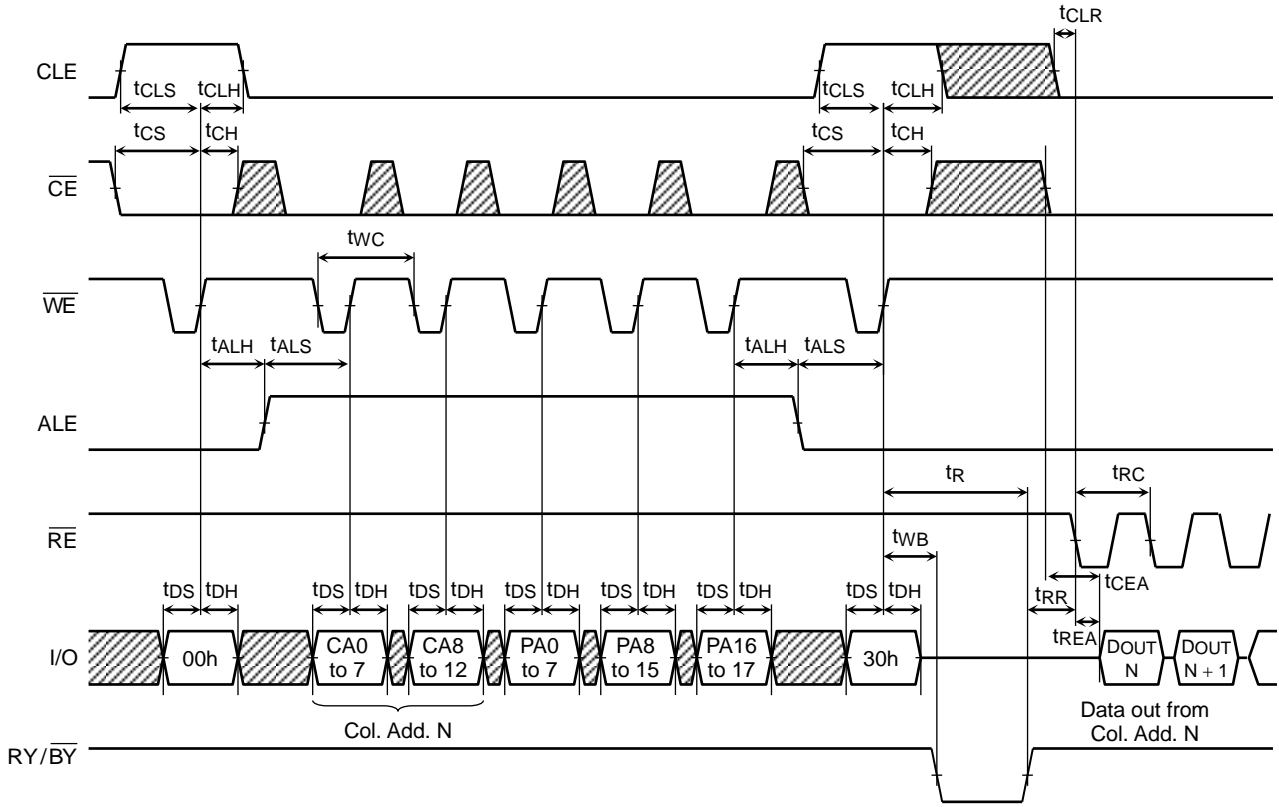 tCLR
CLE
tCLS
tCLH
tCLS
tCLH
tCS
tCH
tCS
tCH
CE
tWC
WE
tALH
tALS
tALH
tALS
ALE
tR
tRC
RE
tWB
tCEA
tDS
tDH
tDS
tDH
tDS
tDH
tDS
tDH
tDS
tDH
tDS
tDH
tDS
tDH
tRR
tREA
I/O
00h
CA0
to 7
CA8
to 12
PA0
to 7
PA8
to 15
PA16
to 17
30h
DOUT
N
DOUT
N + 1
Col. Add. N
Data out from
Col. Add. N
RY/BY